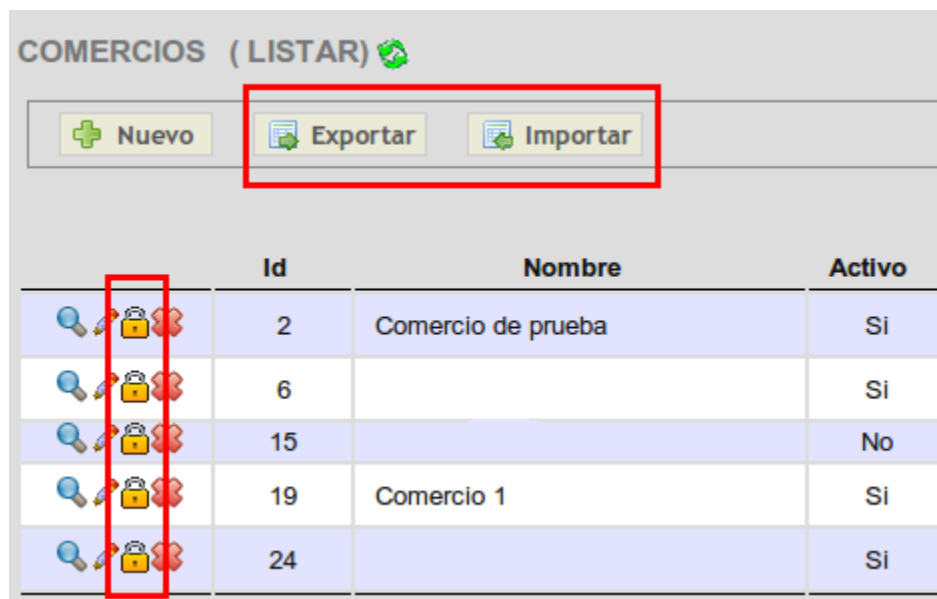 COMERCIOS ( LISTAR)
Nuevo Exportar Importar
Id Nombre Activo
2 Comercio de prueba Si
6 Si
15 No
19 Comercio 1 Si
24 Si